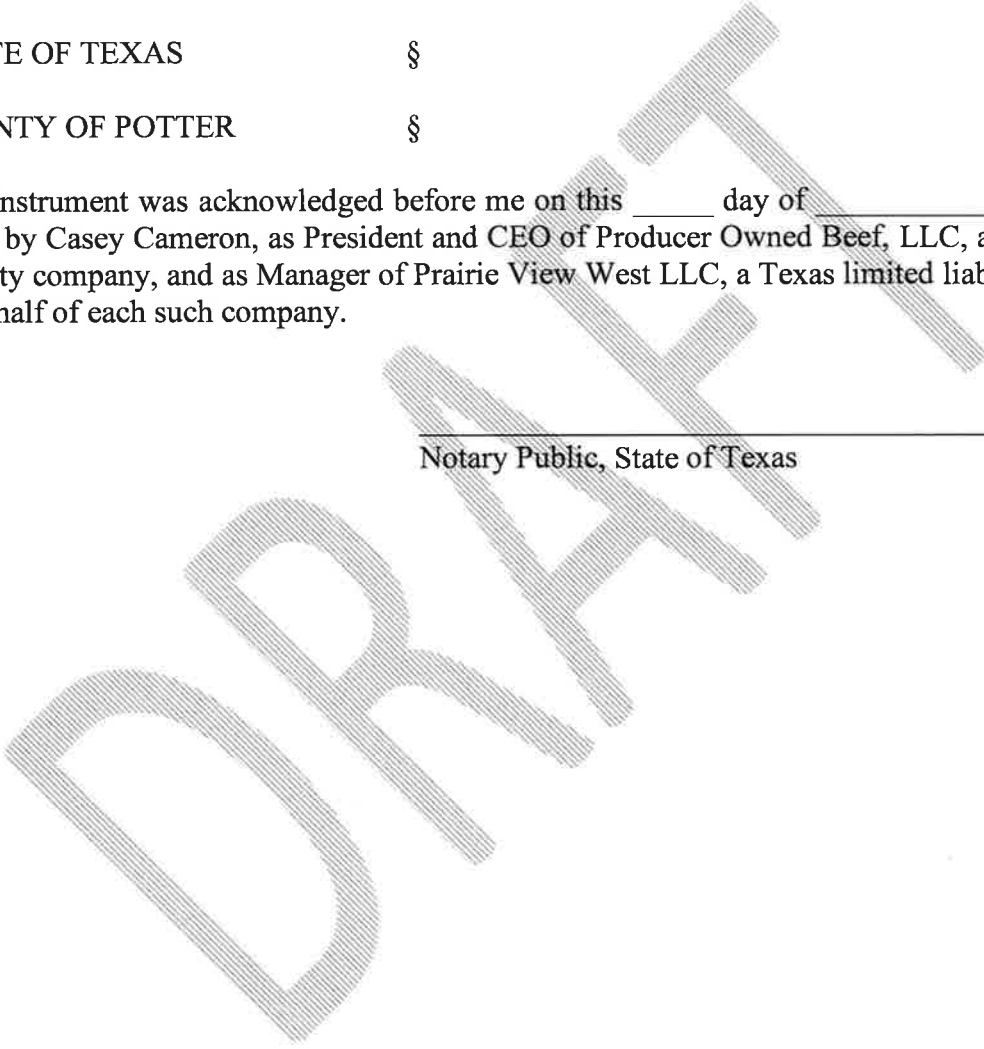 TE OF TEXAS §
NTY OF POTTER §
nstrument was acknowledged before me on this _____ day of __________
by Casey Cameron, as President and CEO of Producer Owned Beef, LLC, a
ty company, and as Manager of Prairie View West LLC, a Texas limited liab
half of each such company.
Notary Public, State of Texas
DRAFT